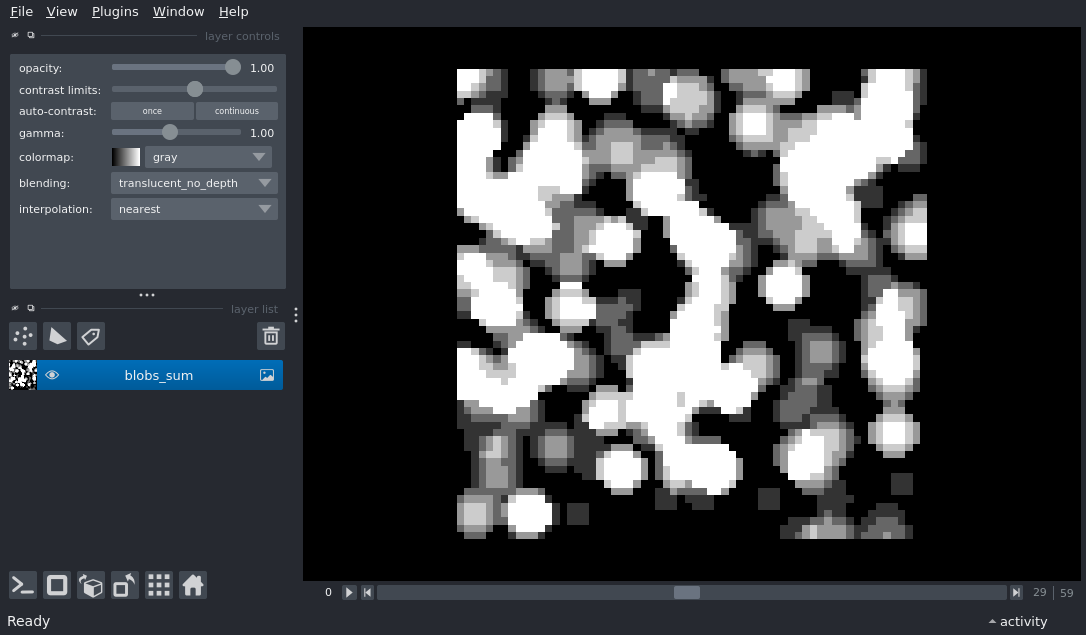 File View Plugins Window Help
layer controls
opacity: 1.00
contrast limits:
auto-contrast: once continuous
gamma: 1.00
colormap: gray
blending: translucent_no_depth
interpolation: nearest
layer list
blobs_sum
0 29 59
Ready activity